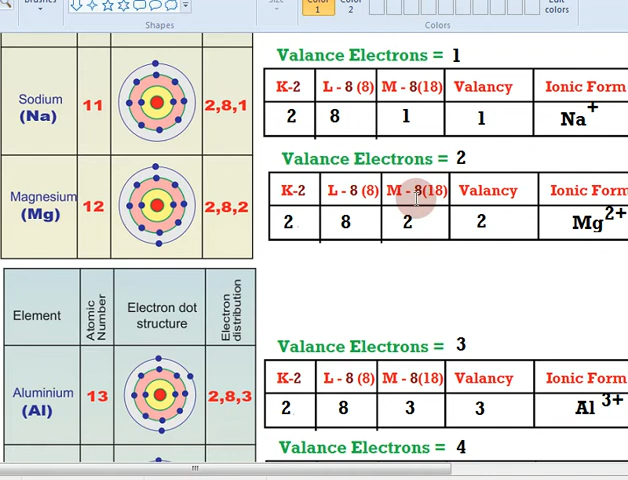 Shapes
Size
Color
1
Color
2
Colors
Edit
colors
Sodium
(Na)
11
2,8,1
Valance Electrons = 1
K-2 L - 8 (8) M - 8(18) Valancy Ionic Form
2 8 1 1 Na+
Magnesium
(Mg)
12
2,8,2
Valance Electrons = 2
K-2 L - 8 (8) M - 8(18) Valancy Ionic Form
2 8 2 2 Mg2+
Element
Atomic
Number
Electron dot
structure
Electron
distribution
Aluminium
(Al)
13
2,8,3
Valance Electrons = 3
K-2 L - 8 (8) M - 8(18) Valancy Ionic Form
2 8 3 3 Al 3+
Valance Electrons = 4